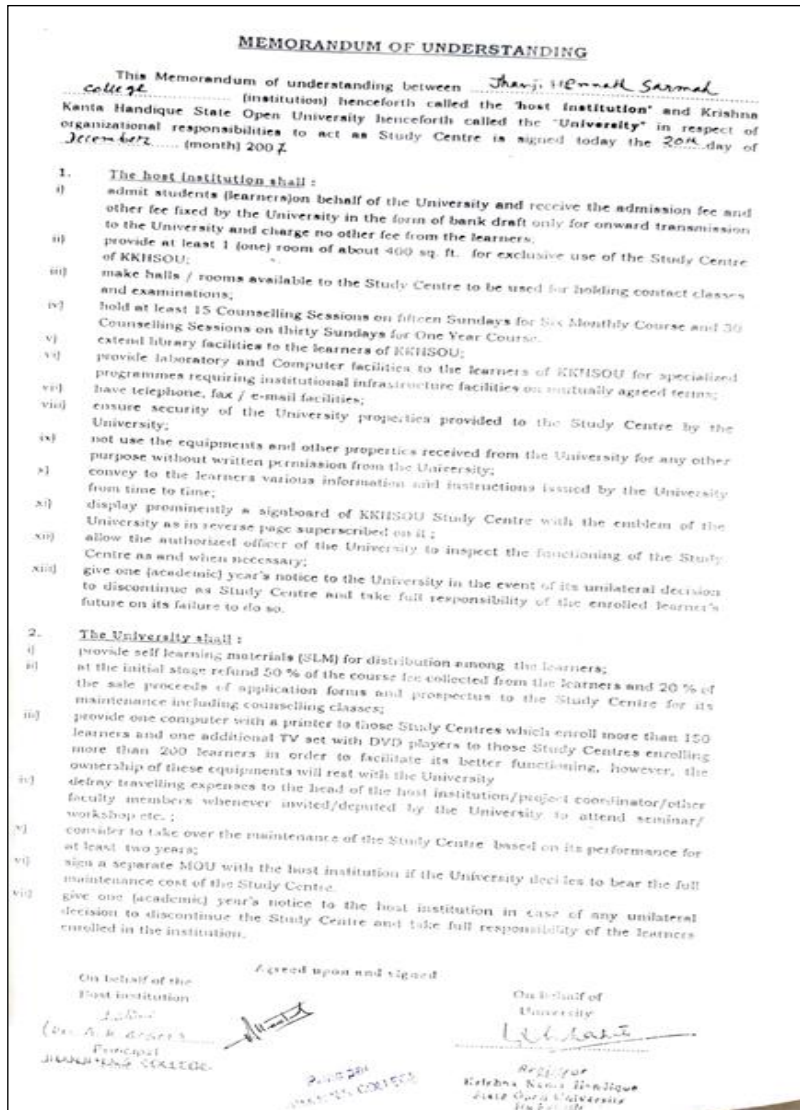 MEMORANDUM OF UNDERSTANDING
This Memorandum of understanding between Jhanji Hemnath Sarmah
College (institution) henceforth called the "host institution" and Krishna
Kanta Handique State Open University henceforth called the "University" in respect of
organizational responsibilities to act as Study Centre is signed today the 20th day of
December (month) 2007
1. The host institution shall :
i) admit students (learners)on behalf of the University and receive the admission fee and
other fee fixed by the University in the form of bank draft only for onward transmission
to the University and charge no other fee from the learners;
ii) provide at least 1 (one) room of about 400 sq. ft. for exclusive use of the Study Centre
of KKHSOU;
iii) make halls / rooms available to the Study Centre to be used for holding contact classes
and examinations;
iv) hold at least 15 Counselling Sessions on fifteen Sundays for Six Monthly Course and 30
Counselling Sessions on thirty Sundays for One Year Course.
v) extend library facilities to the learners of KKHSOU;
vi) provide laboratory and Computer facilities to the learners of KKHSOU for specialized
programmes requiring institutional infrastructure facilities on mutually agreed terms;
vii) have telephone, fax / e-mail facilities;
viii) ensure security of the University properties provided to the Study Centre by the
University;
ix) not use the equipments and other properties received from the University for any other
purpose without written permission from the University;
x) convey to the learners various information and instructions issued by the University
from time to time;
xi) display prominently a signboard of KKHSOU Study Centre with the emblem of the
University as in reverse page superscribed on it ;
xii) allow the authorized officer of the University to inspect the functioning of the Study
Centre as and when necessary;
xiii) give one (academic) year's notice to the University in the event of its unilateral decision
to discontinue as Study Centre and take full responsibility of the enrolled learner's
future on its failure to do so.
2. The University shall :
i) provide self learning materials (SLM) for distribution among the learners;
ii) at the initial stage refund 50 % of the course fee collected from the learners and 20 % of
the sale proceeds of application forms and prospectus to the Study Centre for its
maintenance including counselling classes;
iii) provide one computer with a printer to those Study Centres which enroll more than 150
learners and one additional TV set with DVD players to those Study Centres enrolling
more than 200 learners in order to facilitate its better functioning, however, the
ownership of these equipments will rest with the University
iv) defray travelling expenses to the head of the host institution/project coordinator/other
faculty members whenever invited/deputed by the University to attend seminar/
workshop etc. ;
v) consider to take over the maintenance of the Study Centre based on its performance for
at least two years;
vi) sign a separate MOU with the host institution if the University decides to bear the full
maintenance cost of the Study Centre.
vii) give one (academic) year's notice to the host institution in case of any unilateral
decision to discontinue the Study Centre and take full responsibility of the learners
enrolled in the institution.
Agreed upon and signed
On behalf of the
Host institution
On behalf of
University
Principal
COLLEGE
COLLEGE
Registrar
Krishna Kanta Handique
State Open University